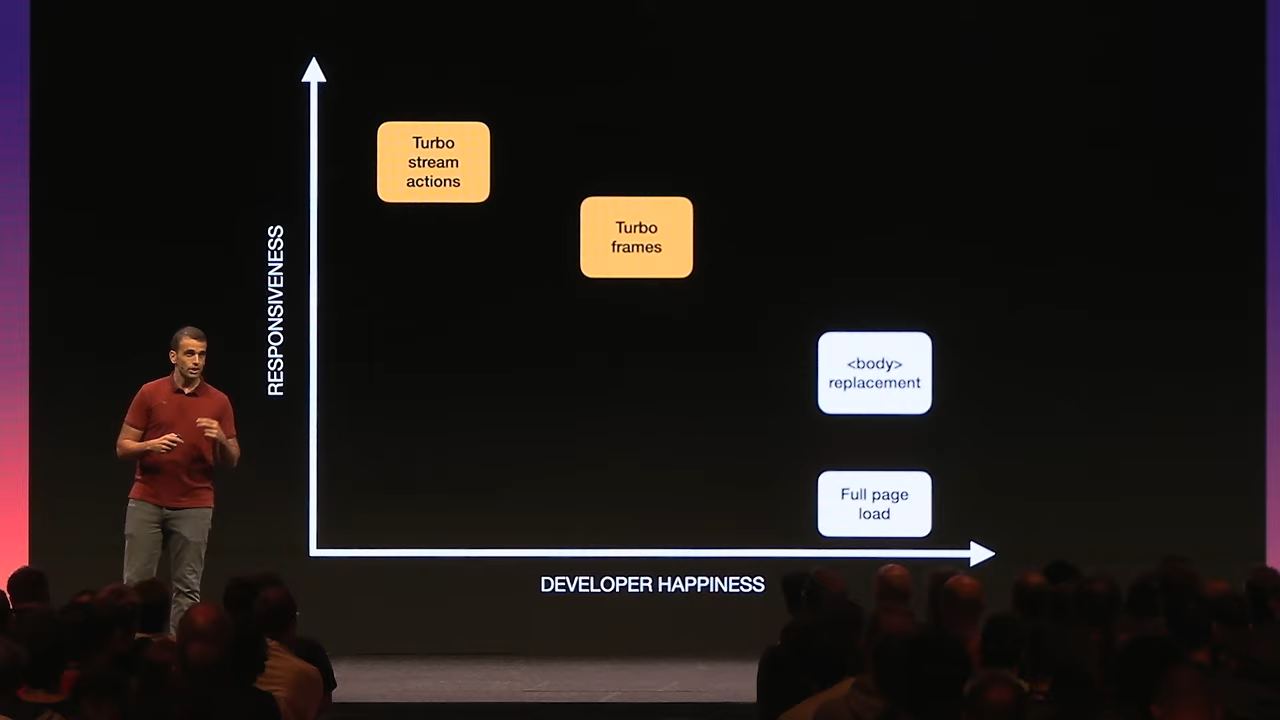 Turbo
stream
actions
Turbo
frames
RESPONSIVENESS
<body>
replacement
Full page
load
DEVELOPER HAPPINESS